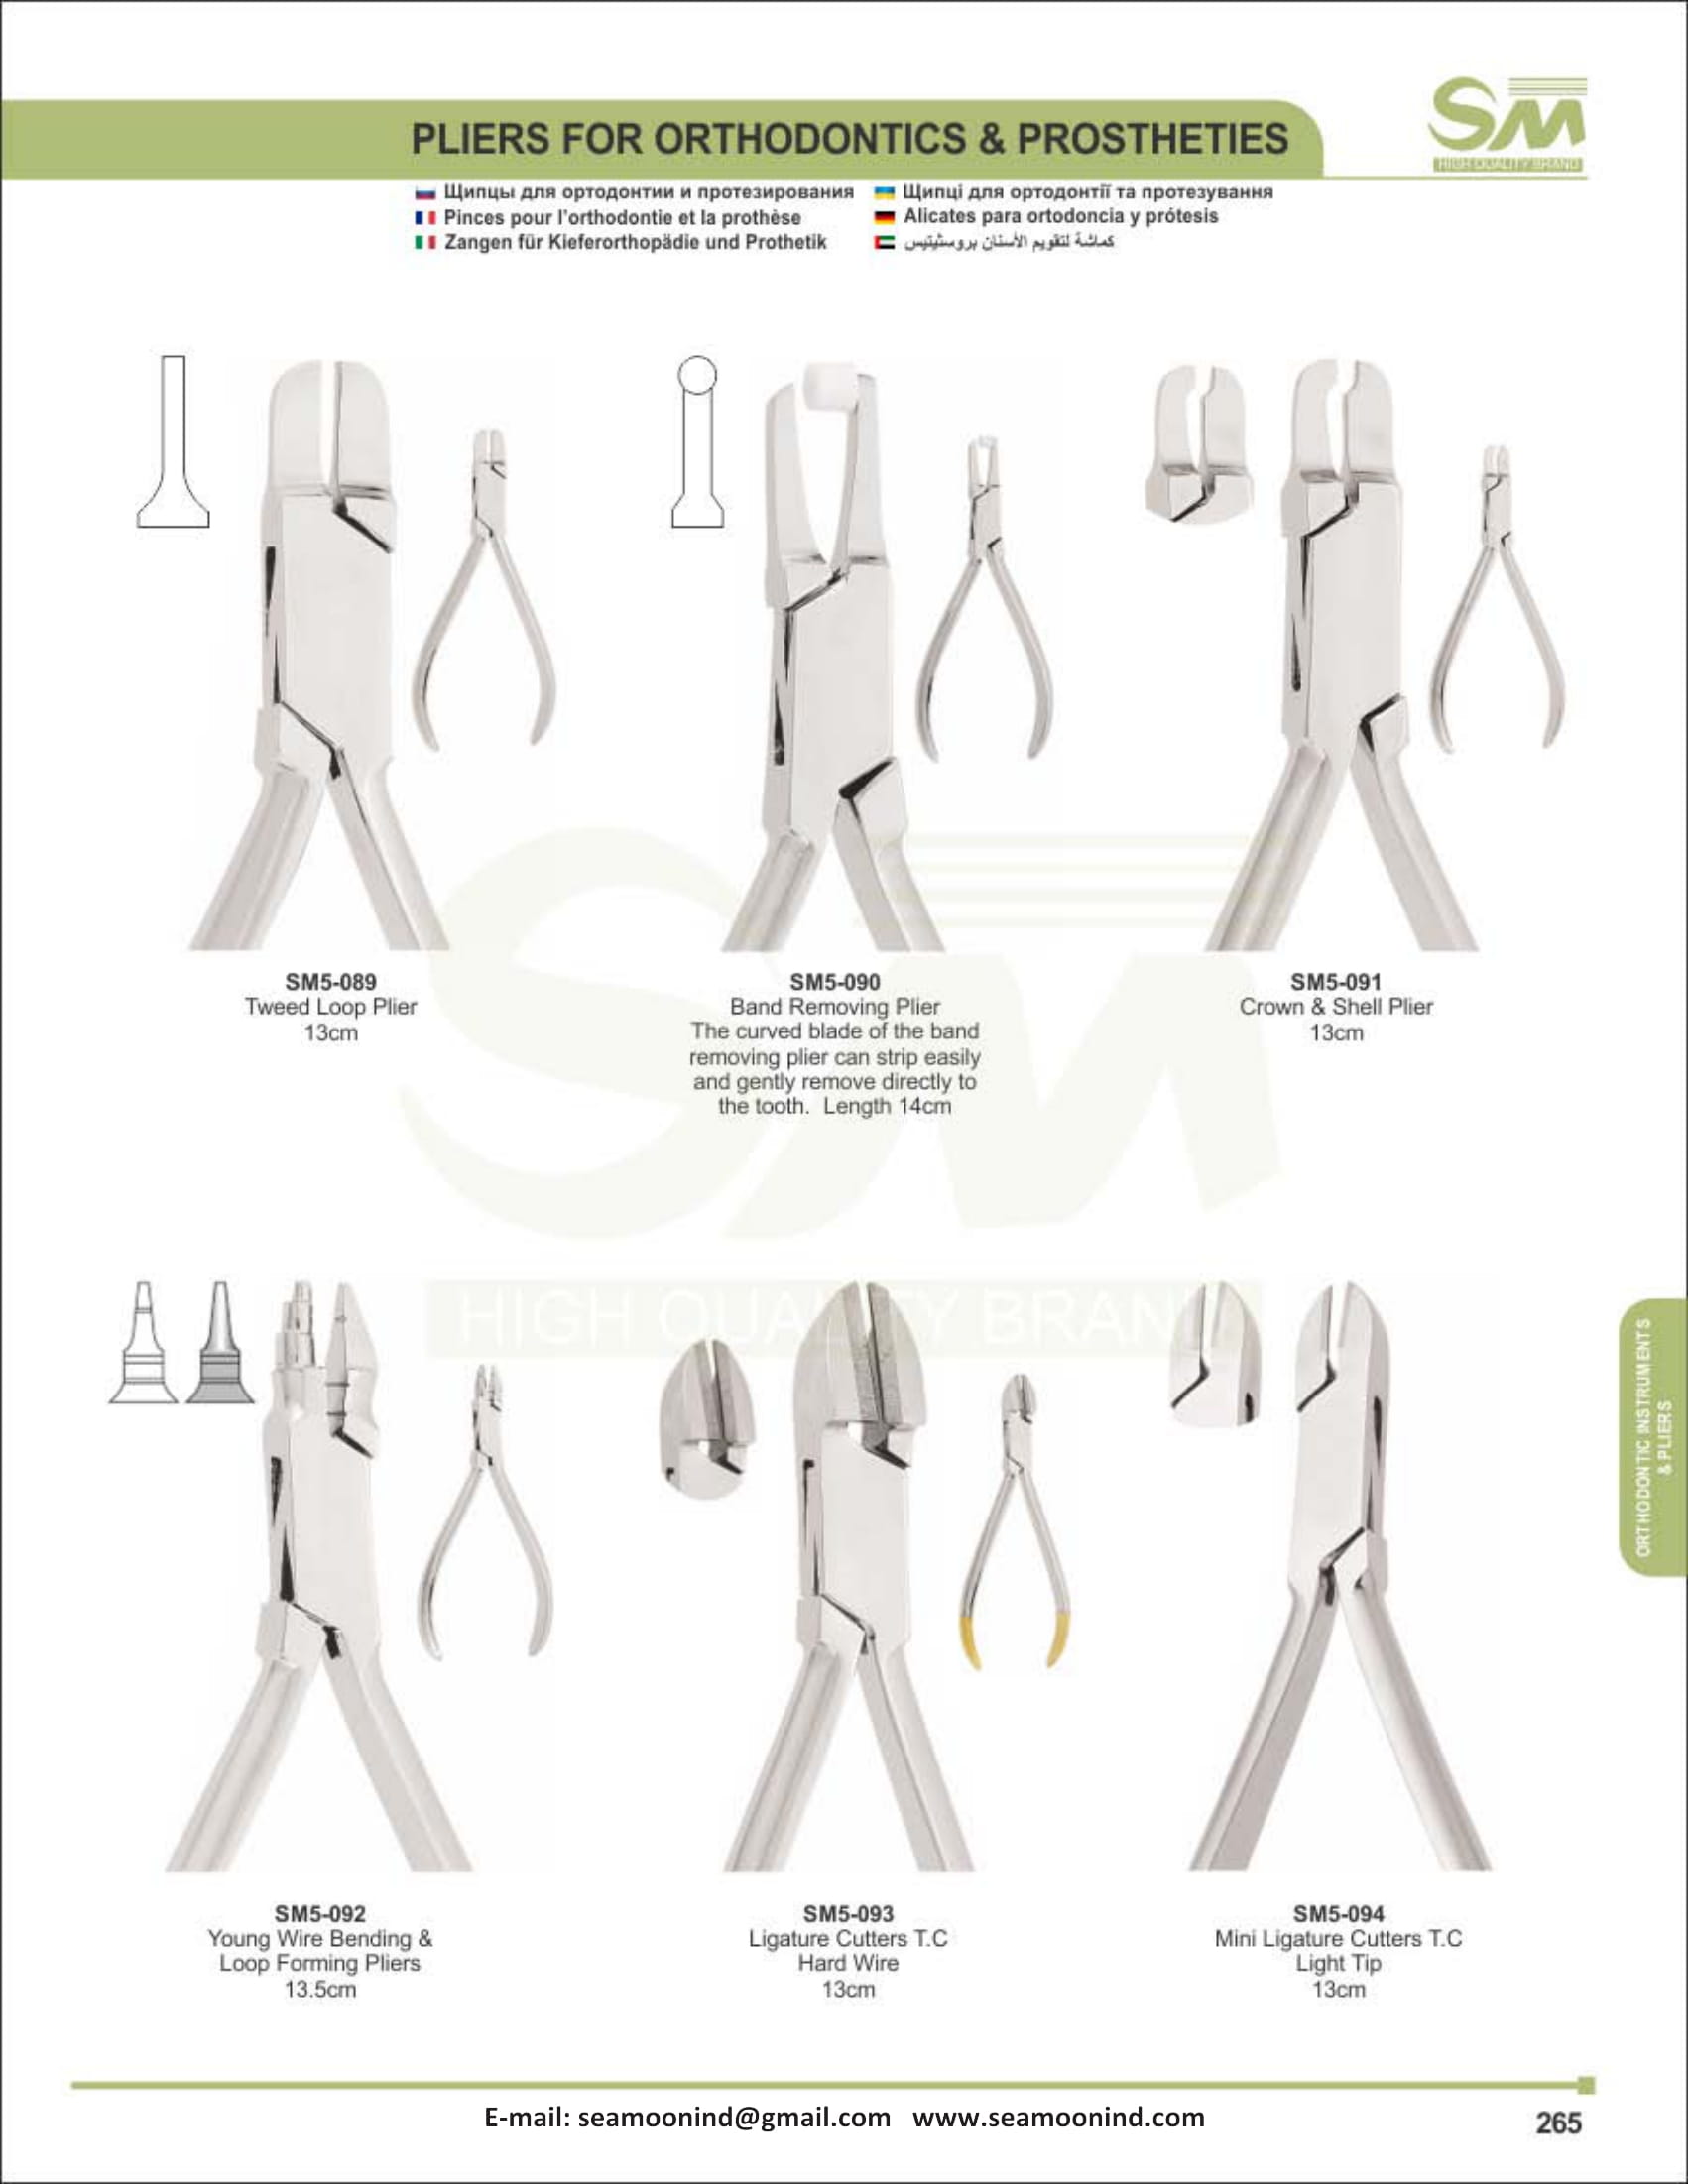 SM
HIGH QUALITY BRAND
PLIERS FOR ORTHODONTICS & PROSTHETIES
Щипцы для ортодонтии и протезирования
Pinces pour l'orthodontie et la prothèse
Zangen für Kieferorthopädie und Prothetik
Щипці для ортодонтії та протезування
Alicates para ortodoncia y prótesis
كماشة لتقويم الأسنان بروستيتيس
SM5-089
Tweed Loop Plier
13cm
SM5-090
Band Removing Plier
The curved blade of the band
removing plier can strip easily
and gently remove directly to
the tooth. Length 14cm
SM5-091
Crown & Shell Plier
13cm
SM
HIGH QUALITY BRAND
SM5-092
Young Wire Bending &
Loop Forming Pliers
13.5cm
SM5-093
Ligature Cutters T.C
Hard Wire
13cm
SM5-094
Mini Ligature Cutters T.C
Light Tip
13cm
ORTHODONTIC INSTRUMENTS
& PLIERS
E-mail: seamoonind@gmail.com www.seamoonind.com
265